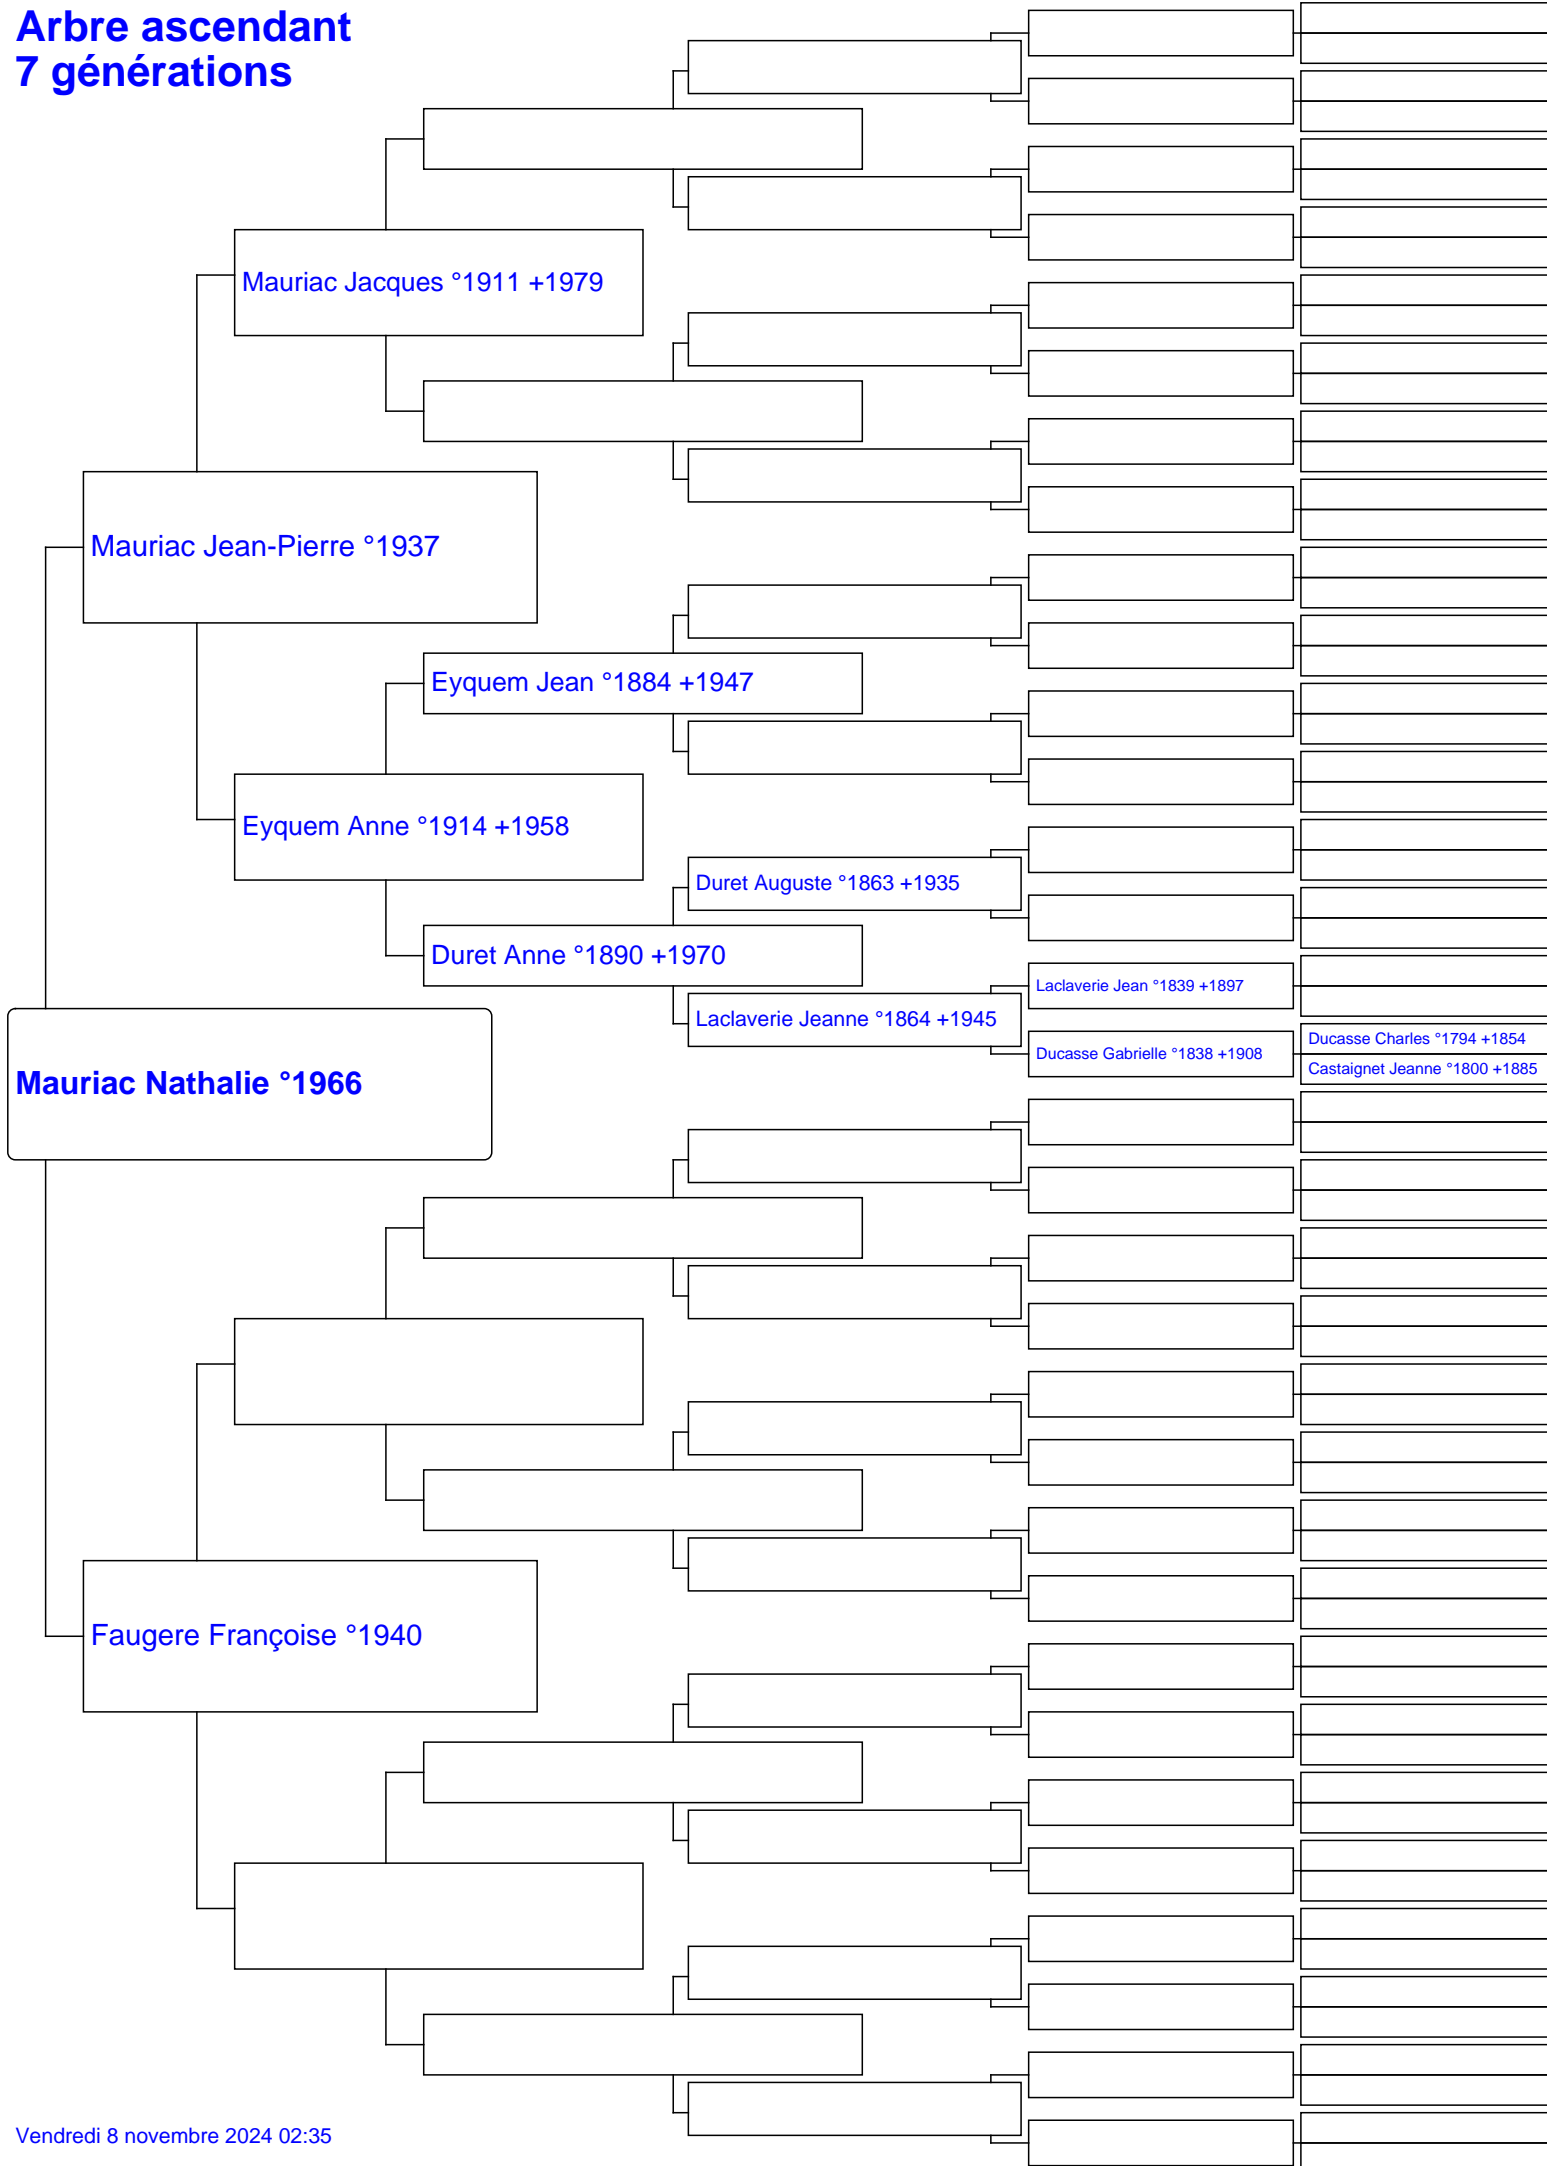 Arbre ascendant
7 générations
Mauriac Jacques °1911 +1979
Mauriac Jean-Pierre °1937
Eyquem Jean °1884 +1947
Eyquem Anne °1914 +1958
Duret Auguste °1863 +1935
Duret Anne °1890 +1970
Laclaverie Jean °1839 +1897
Laclaverie Jeanne °1864 +1945
Ducasse Gabrielle °1838 +1908
Ducasse Charles °1794 +1854
Castaignet Jeanne °1800 +1885
Mauriac Nathalie °1966
Faugere Françoise °1940
Vendredi 8 novembre 2024 02:35